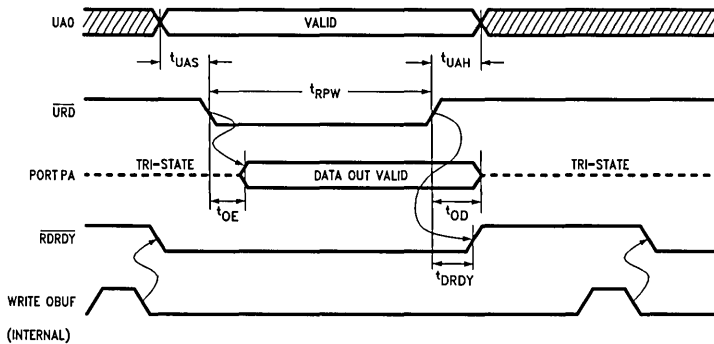 UA0
VALID
tUAS
tUAH
tRPW
URD
TRI-STATE
TRI-STATE
PORT PA
DATA OUT VALID
tOE
tOD
RDRDY
tDRDY
WRITE OBUF
(INTERNAL)